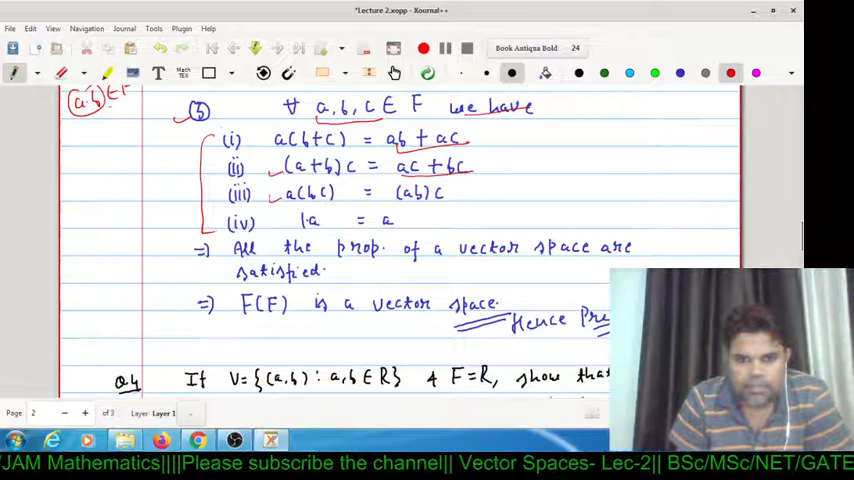 *Lecture 2.xopp - Xournal++
File Edit View Navigation Journal Tools Plugin Help
Book Antiqua Bold 24
(a.b) ∈ F
3 ∀ a, b, c ∈ F we have
(i) a(b+c) = ab + ac
(ii) (a+b)c = ac + bc
(iii) a(bc) = (ab)c
(iv) 1.a = a
⇒ All the prop. of a vector space are
satisfied.
⇒ F(F) is a vector space.
Hence Pr
Q4 If V={(a,b) : a,b ∈ R} & F=R, show that
Page 2 of 3 Layer Layer 1
/JAM Mathematics||||Please subscribe the channel|| Vector Spaces- Lec-2|| BSc/MSc/NET/GATE